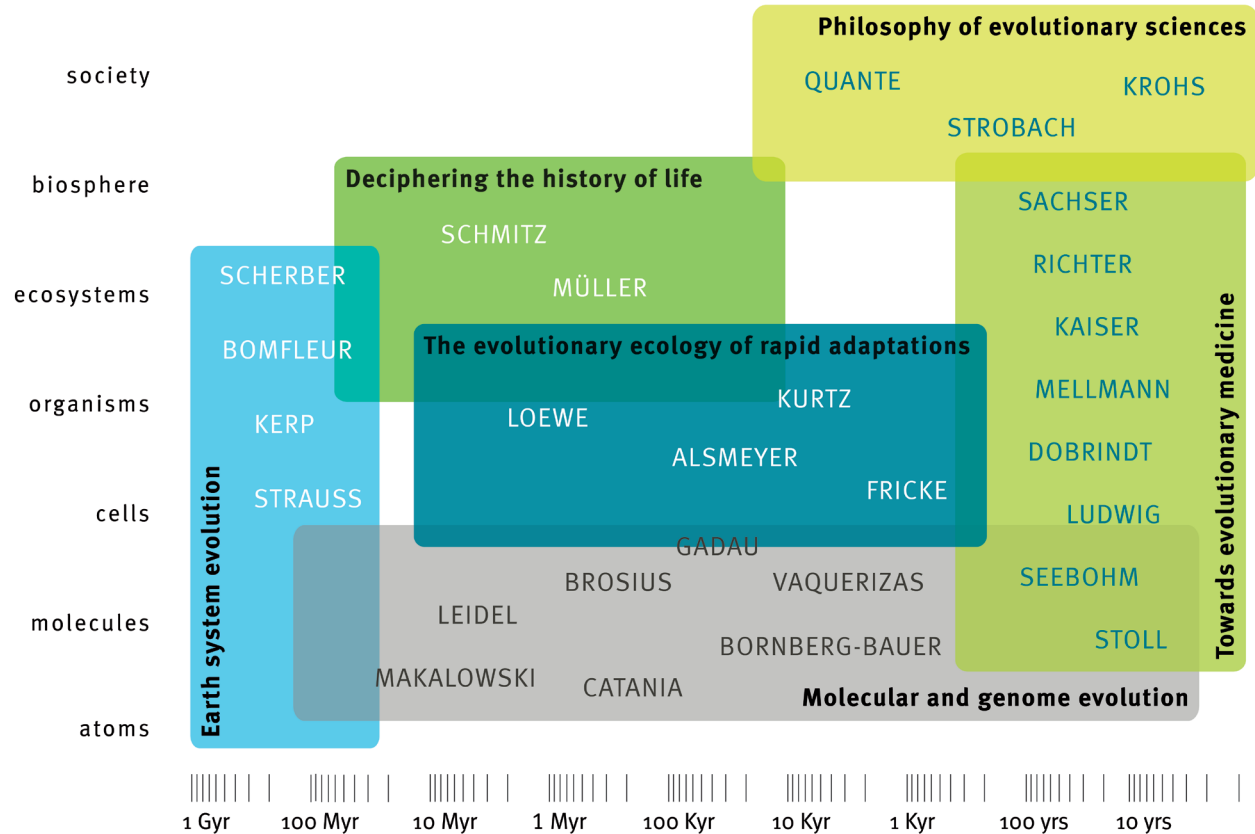 Philosophy of evolutionary sciences
society
QUANTE
KROHS
STROBACH
biosphere
Deciphering the history of life
SACHSER
SCHMITZ
RICHTER
SCHERBER
MÜLLER
ecosystems
KAISER
The evolutionary ecology of rapid adaptations
BOMFLEUR
MELLMANN
organisms
KURTZ
LOEWE
KERP
DOBRINDT
ALSMEYER
Towards evolutionary medicine
FRICKE
STRAUSS
cells
LUDWIG
Earth system evolution
GADAU
SEEBOHM
BROSIUS
VAQUERIZAS
LEIDEL
molecules
STOLL
BORNBERG-BAUER
MAKALOWSKI
CATANIA
Molecular and genome evolution
atoms
1 Gyr
100 Myr
10 Myr
1 Myr
100 Kyr
10 Kyr
1 Kyr
100 yrs
10 yrs